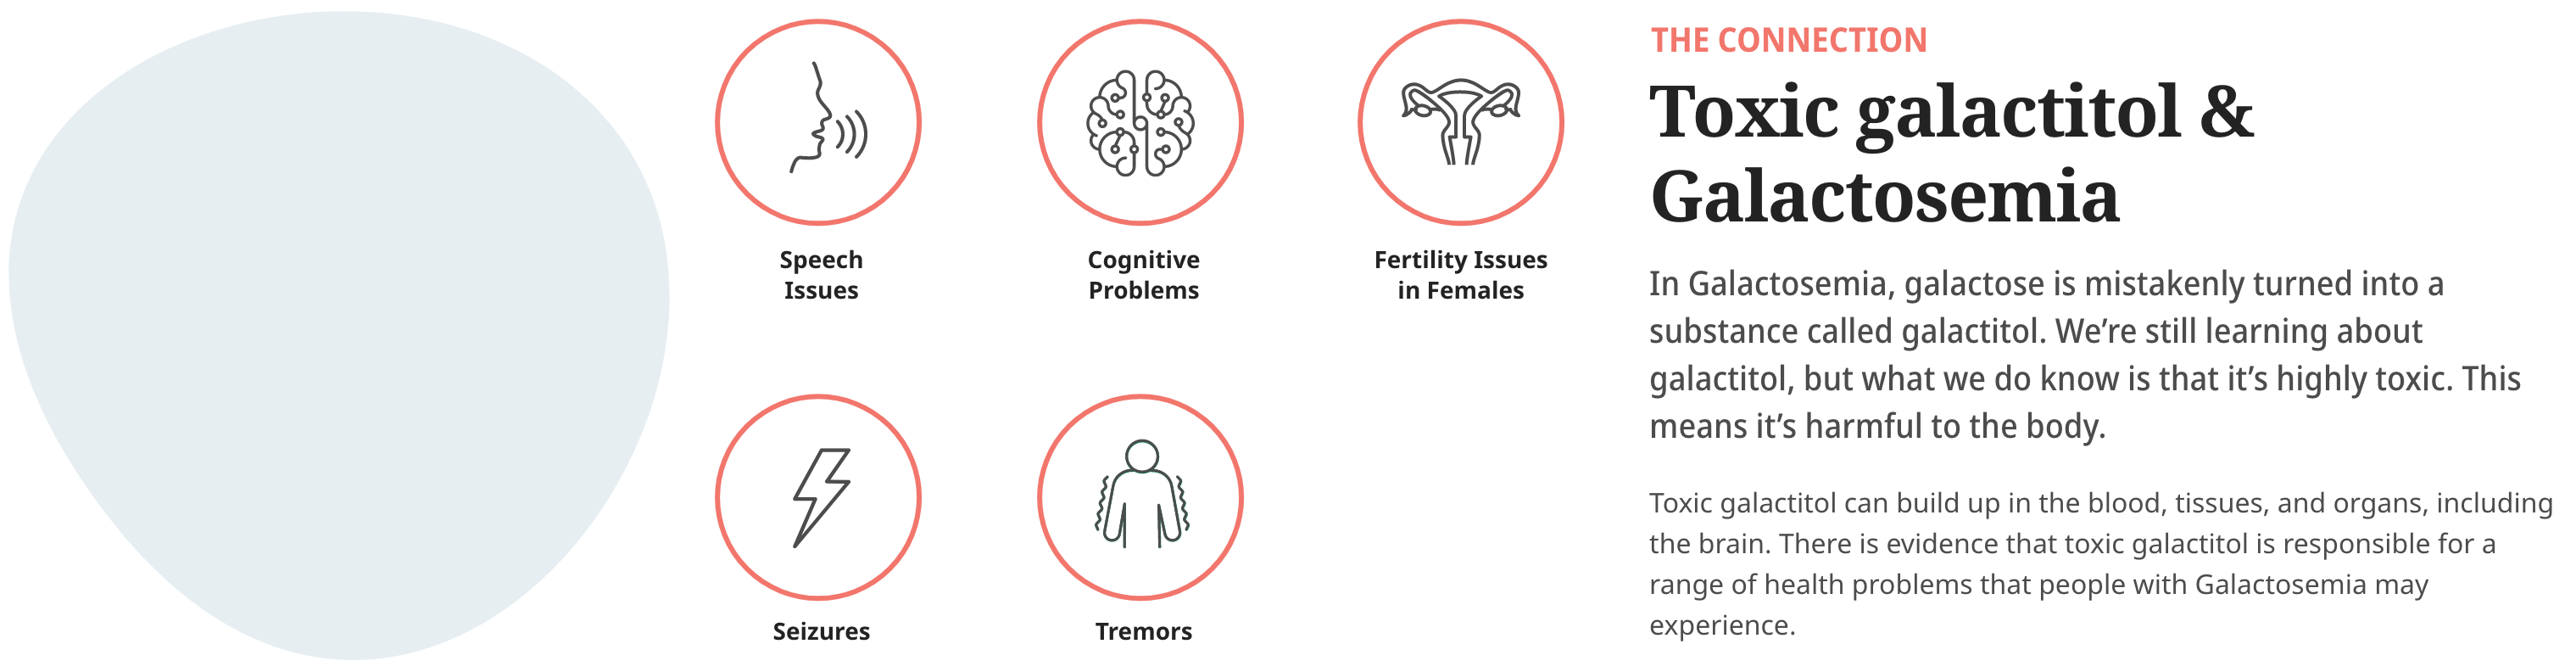 Speech
Issues
Cognitive
Problems
Fertility Issues
in Females
Seizures
Tremors
THE CONNECTION
Toxic galactitol &
Galactosemia
In Galactosemia, galactose is mistakenly turned into a
substance called galactitol. We’re still learning about
galactitol, but what we do know is that it’s highly toxic. This
means it’s harmful to the body.
Toxic galactitol can build up in the blood, tissues, and organs, including
the brain. There is evidence that toxic galactitol is responsible for a
range of health problems that people with Galactosemia may
experience.